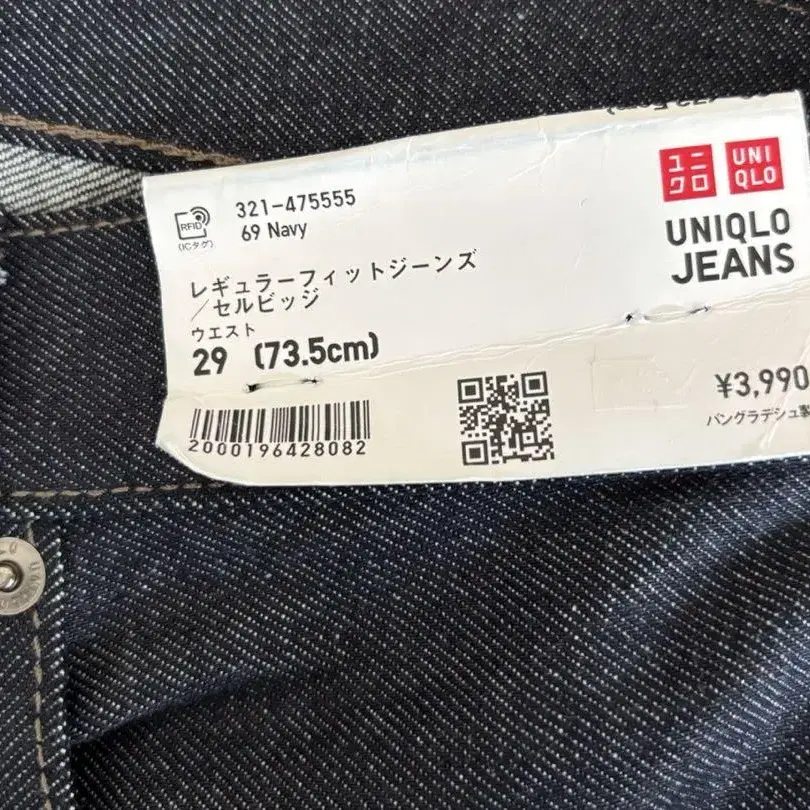 RFID
(ICタグ)
321-475555
69 Navy
レギュラーフィットジーンズ
/セルビッジ
ウエスト
29 (73.5cm)
2000196428082
ユニ
クロ
UNI
QLO
UNIQLO
JEANS
¥3,990
バングラデシュ製